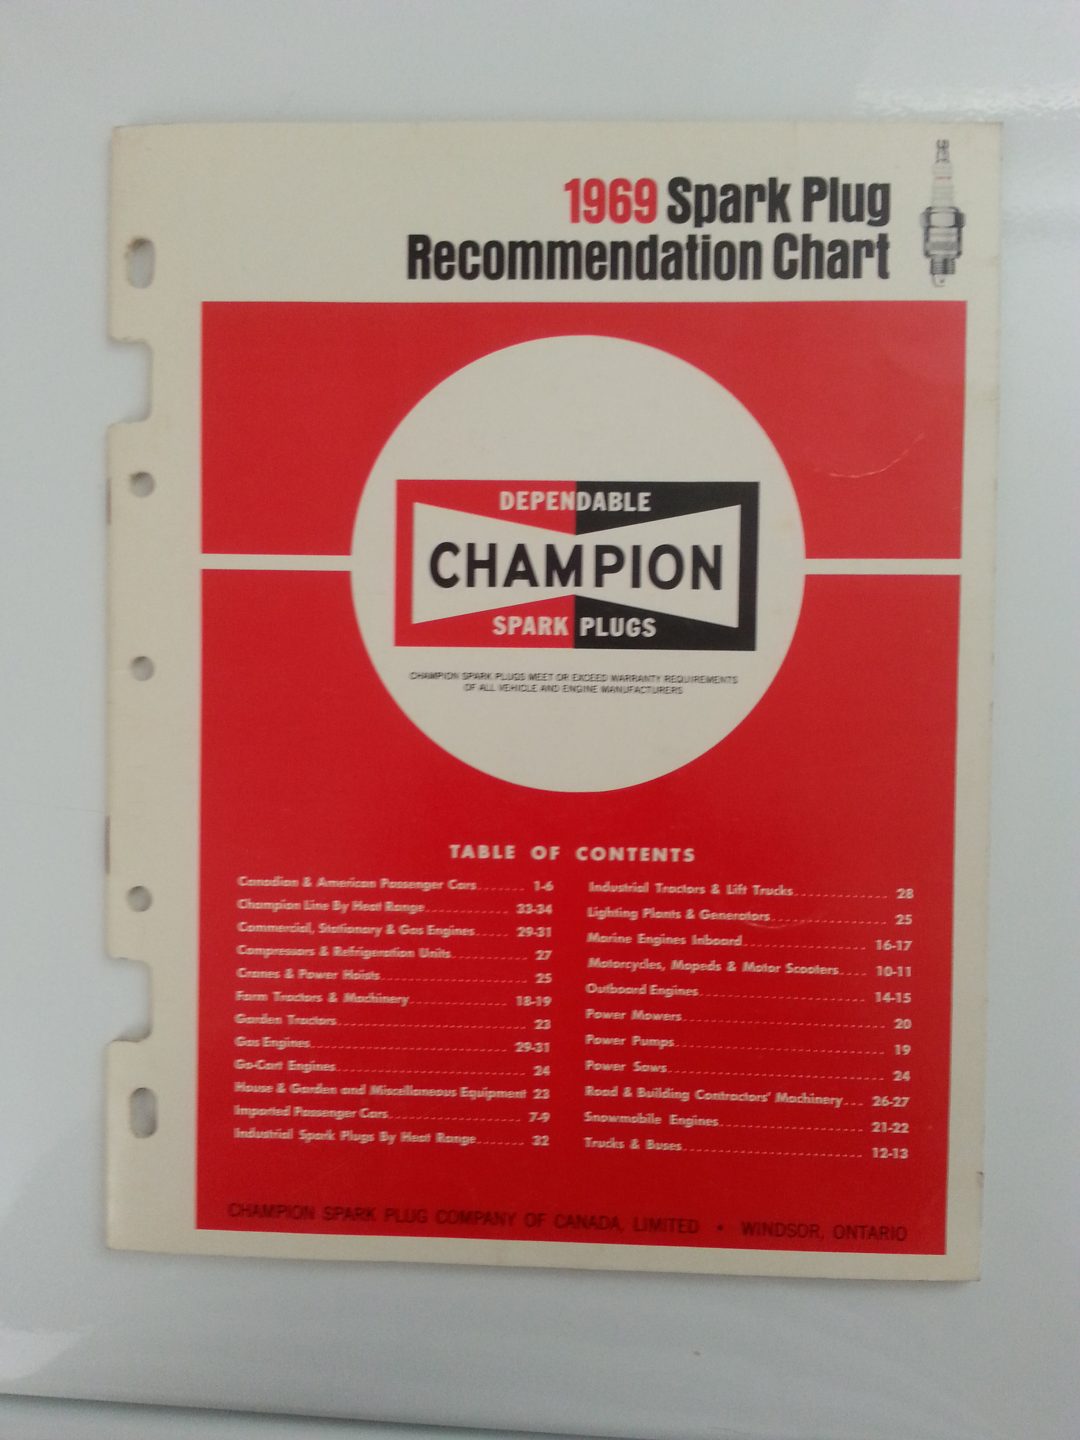 1969 Spark Plug
Recommendation Chart
DEPENDABLE
CHAMPION
SPARK PLUGS
CHAMPION SPARK PLUGS MEET OR EXCEED WARRANTY REQUIREMENTS
OF ALL VEHICLE AND ENGINE MANUFACTURERS
TABLE OF CONTENTS
Canadian & American Passenger Cars........ 1-6
Champion Line By Heat Range............. 33-34
Commercial, Stationary & Gas Engines...... 29-31
Compressors & Refrigeration Units............ 27
Cranes & Power Hoists....................... 25
Farm Tractors & Machinery............... 18-19
Garden Tractors............................. 23
Gas Engines............................... 29-31
Go-Cart Engines............................. 24
House & Garden and Miscellaneous Equipment 23
Imported Passenger Cars..................... 7-9
Industrial Spark Plugs By Heat Range........ 32
Industrial Tractors & Lift Trucks.............. 28
Lighting Plants & Generators................. 25
Marine Engines Inboard................... 16-17
Motorcycles, Mopeds & Motor Scooters.... 10-11
Outboard Engines......................... 14-15
Power Mowers............................... 20
Power Pumps................................ 19
Power Saws................................. 24
Road & Building Contractors' Machinery... 26-27
Snowmobile Engines...................... 21-22
Trucks & Buses........................... 12-13
CHAMPION SPARK PLUG COMPANY OF CANADA, LIMITED • WINDSOR, ONTARIO